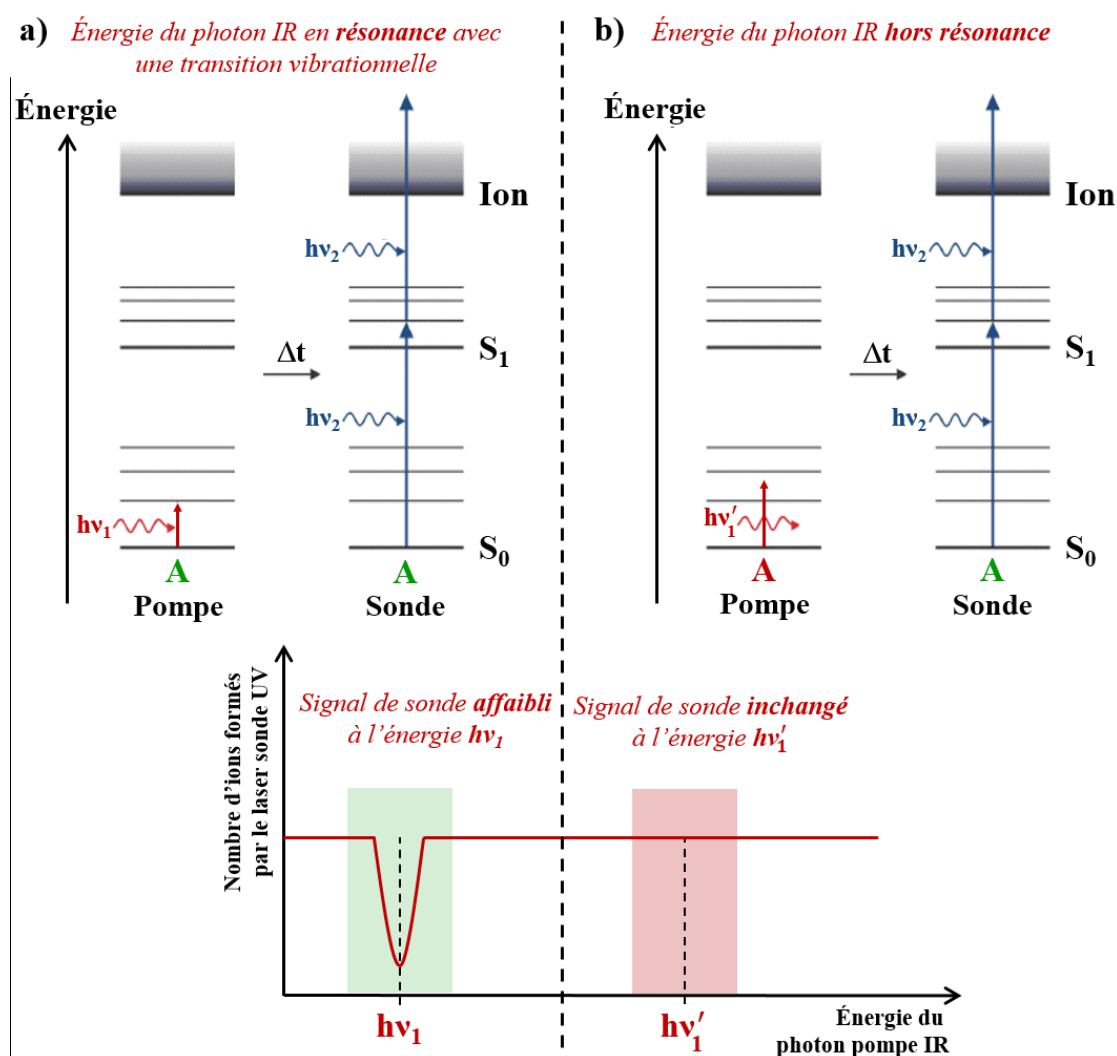 a) Énergie du photon IR en résonance avec
une transition vibrationnelle
Énergie
Ion
hν₂
S₁
Δt
hν₂
hν₁
S₀
A
A
Pompe
Sonde
b) Énergie du photon IR hors résonance
Énergie
Ion
hν₂
S₁
Δt
hν₂
hν₁′
S₀
A
A
Pompe
Sonde
Nombre d’ions formés
par le laser sonde UV
Signal de sonde affaibli
à l’énergie hν₁
Signal de sonde inchangé
à l’énergie hν₁′
hν₁
hν₁′
Énergie du
photon pompe IR